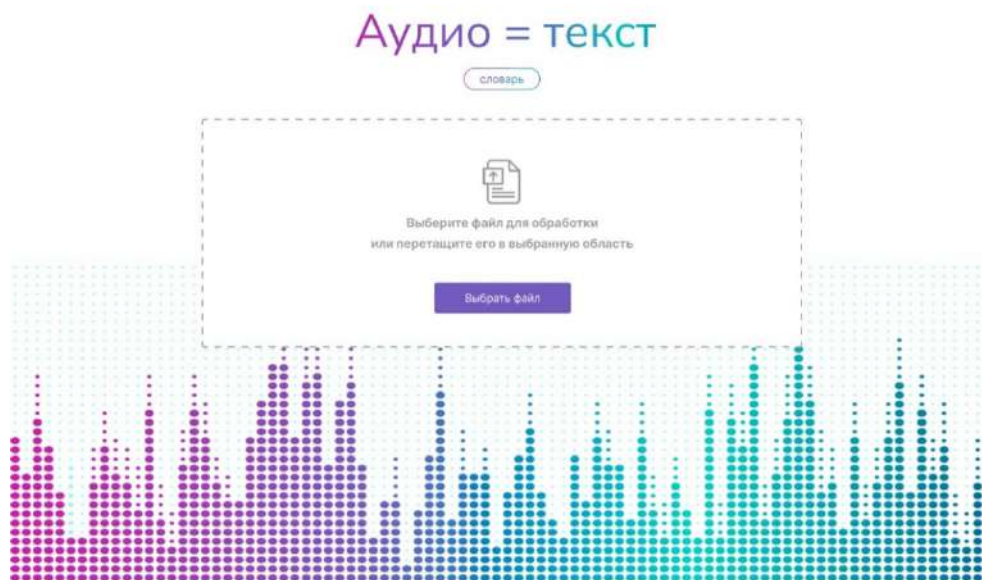 Аудио = текст
словарь
Выберите файл для обработки
или перетащите его в выбранную область
Выбрать файл